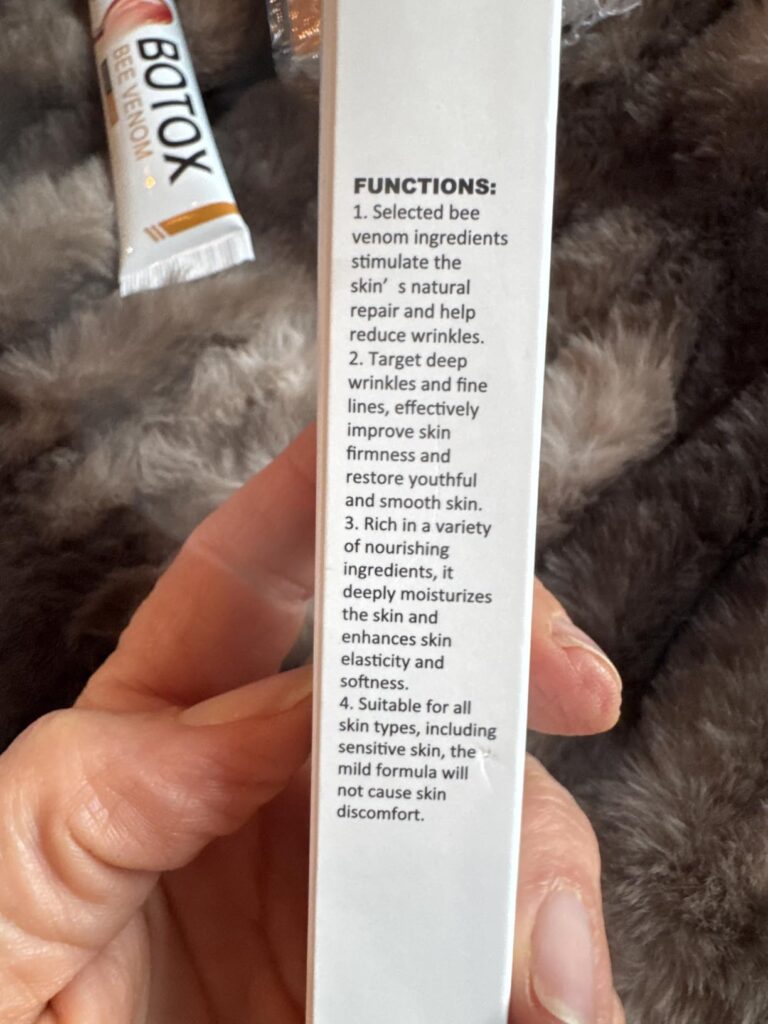 BOTOX
BEE VENOM
FUNCTIONS:
1. Selected bee
venom ingredients
stimulate the
skin’ s natural
repair and help
reduce wrinkles.
2. Target deep
wrinkles and fine
lines, effectively
improve skin
firmness and
restore youthful
and smooth skin.
3. Rich in a variety
of nourishing
ingredients, it
deeply moisturizes
the skin and
enhances skin
elasticity and
softness.
4. Suitable for all
skin types, including
sensitive skin, the
mild formula will
not cause skin
discomfort.